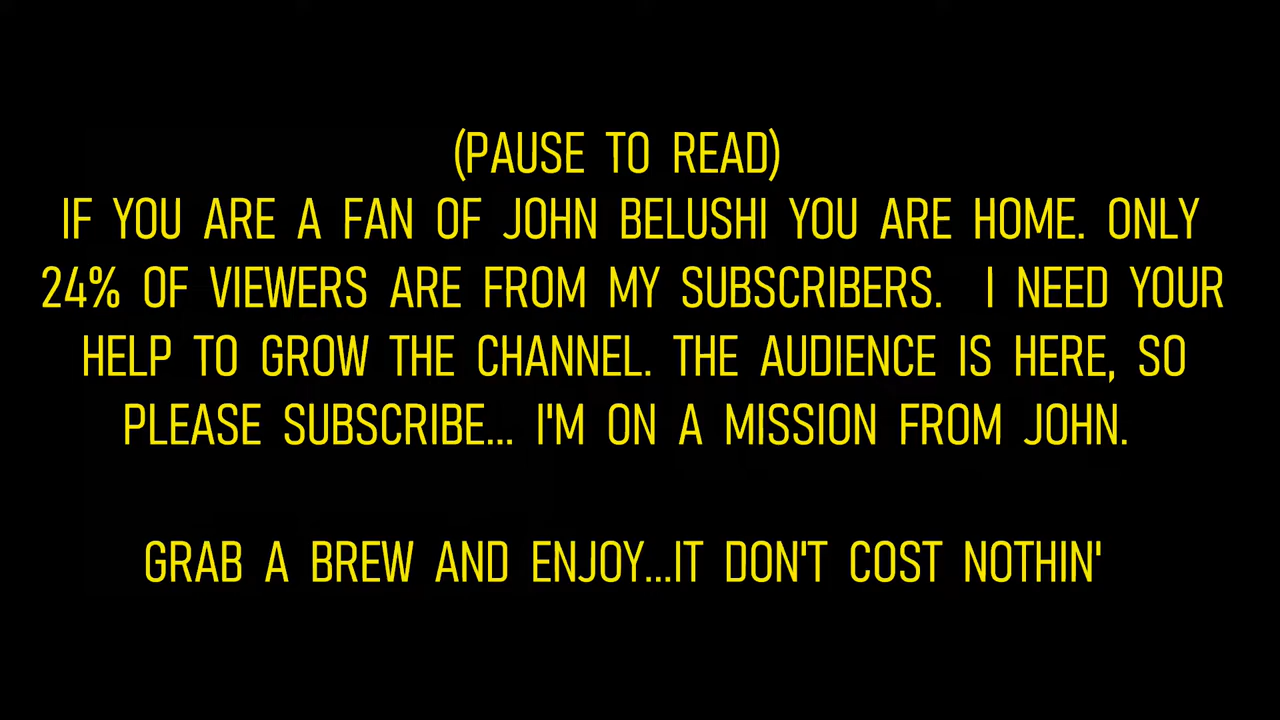 (PAUSE TO READ)
IF YOU ARE A FAN OF JOHN BELUSHI YOU ARE HOME. ONLY
24% OF VIEWERS ARE FROM MY SUBSCRIBERS. I NEED YOUR
HELP TO GROW THE CHANNEL. THE AUDIENCE IS HERE, SO
PLEASE SUBSCRIBE... I'M ON A MISSION FROM JOHN.
GRAB A BREW AND ENJOY...IT DON'T COST NOTHIN'